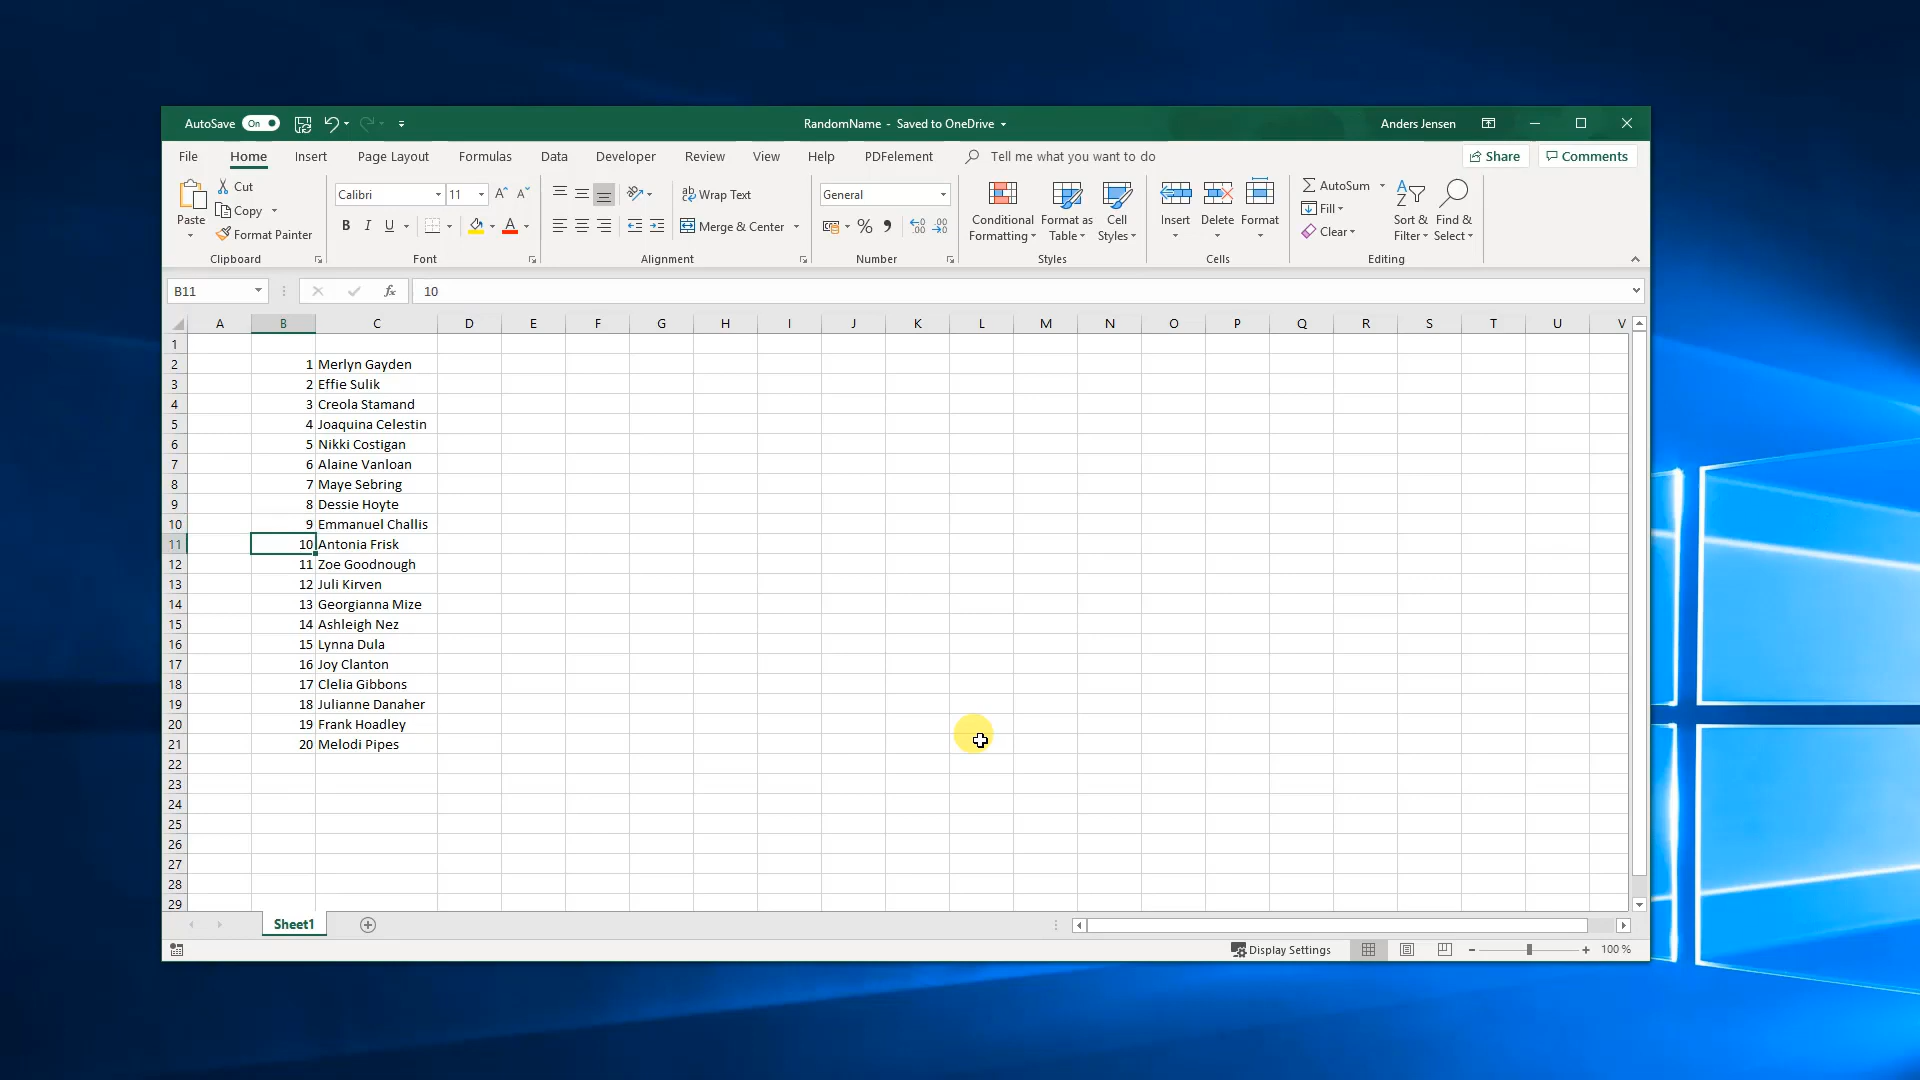 AutoSave On RandomName - Saved to OneDrive Anders Jensen
File Home Insert Page Layout Formulas Data Developer Review View Help PDFelement Tell me what you want to do Share Comments
Paste
Cut
Copy
Format Painter
Clipboard
Calibri 11
B I U A
Font
ab Wrap Text
Merge & Center
Alignment
General
% ,
Number
Conditional Formatting
Format as Table
Cell Styles
Styles
Insert Delete Format
Cells
AutoSum
Fill
Clear
Sort & Filter
Find & Select
Editing
B11 fx 10
A B C D E F G H I J K L M N O P Q R S T U V
1
2 1 Merlyn Gayden
3 2 Effie Sulik
4 3 Creola Stamand
5 4 Joaquina Celestin
6 5 Nikki Costigan
7 6 Alaine Vanloan
8 7 Maye Sebring
9 8 Dessie Hoyte
10 9 Emmanuel Challis
11 10 Antonia Frisk
12 11 Zoe Goodnough
13 12 Juli Kirven
14 13 Georgianna Mize
15 14 Ashleigh Nez
16 15 Lynna Dula
17 16 Joy Clanton
18 17 Clelia Gibbons
19 18 Julianne Danaher
20 19 Frank Hoadley
21 20 Melodi Pipes
22
23
24
25
26
27
28
29
Sheet1
Display Settings 100 %